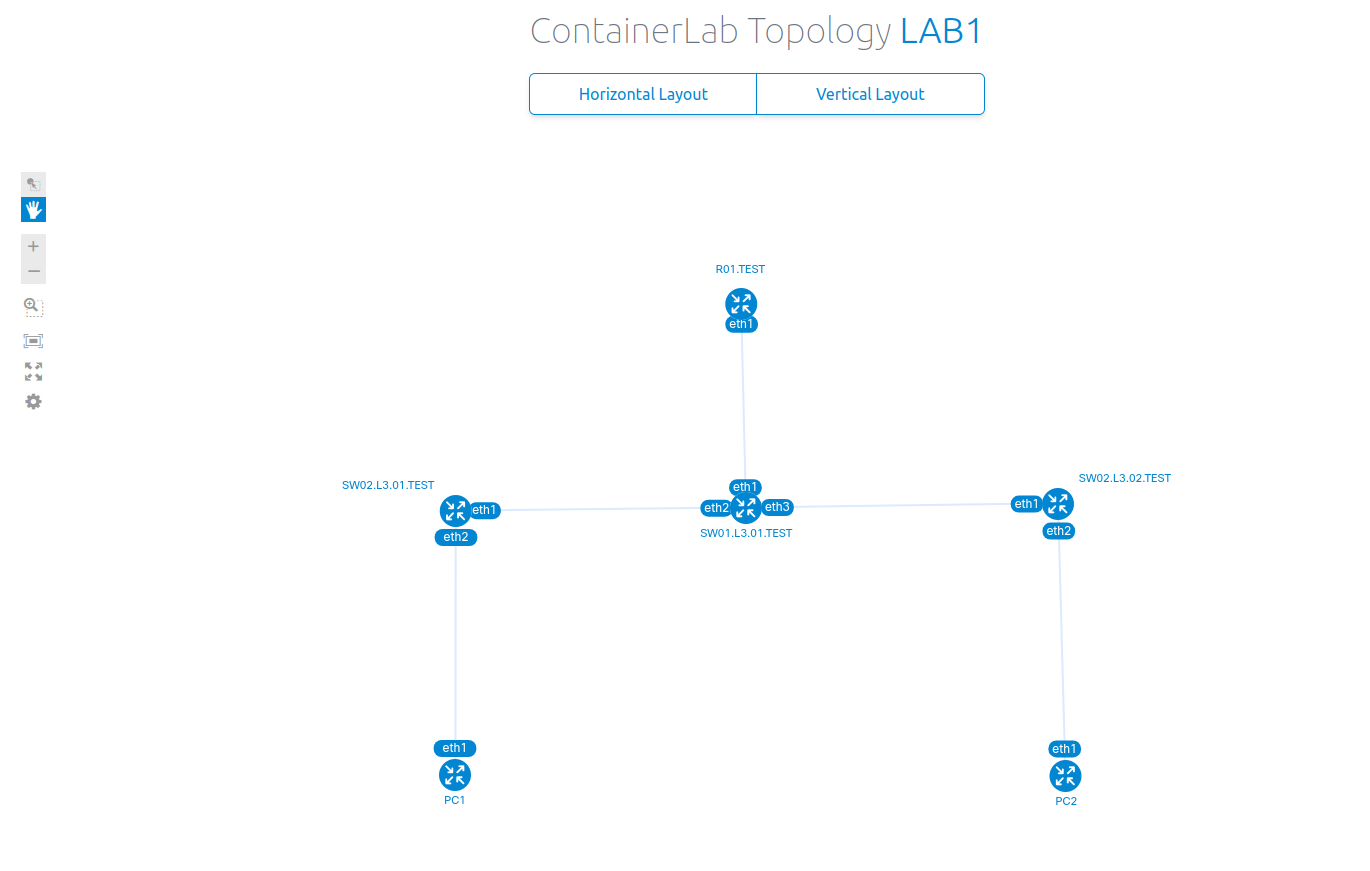 ContainerLab Topology LAB1
Horizontal Layout
Vertical Layout
R01.TEST
eth1
SW02.L3.01.TEST
eth1
eth2
eth1
eth2
eth3
SW01.L3.01.TEST
SW02.L3.02.TEST
eth1
eth2
eth1
PC1
eth1
PC2